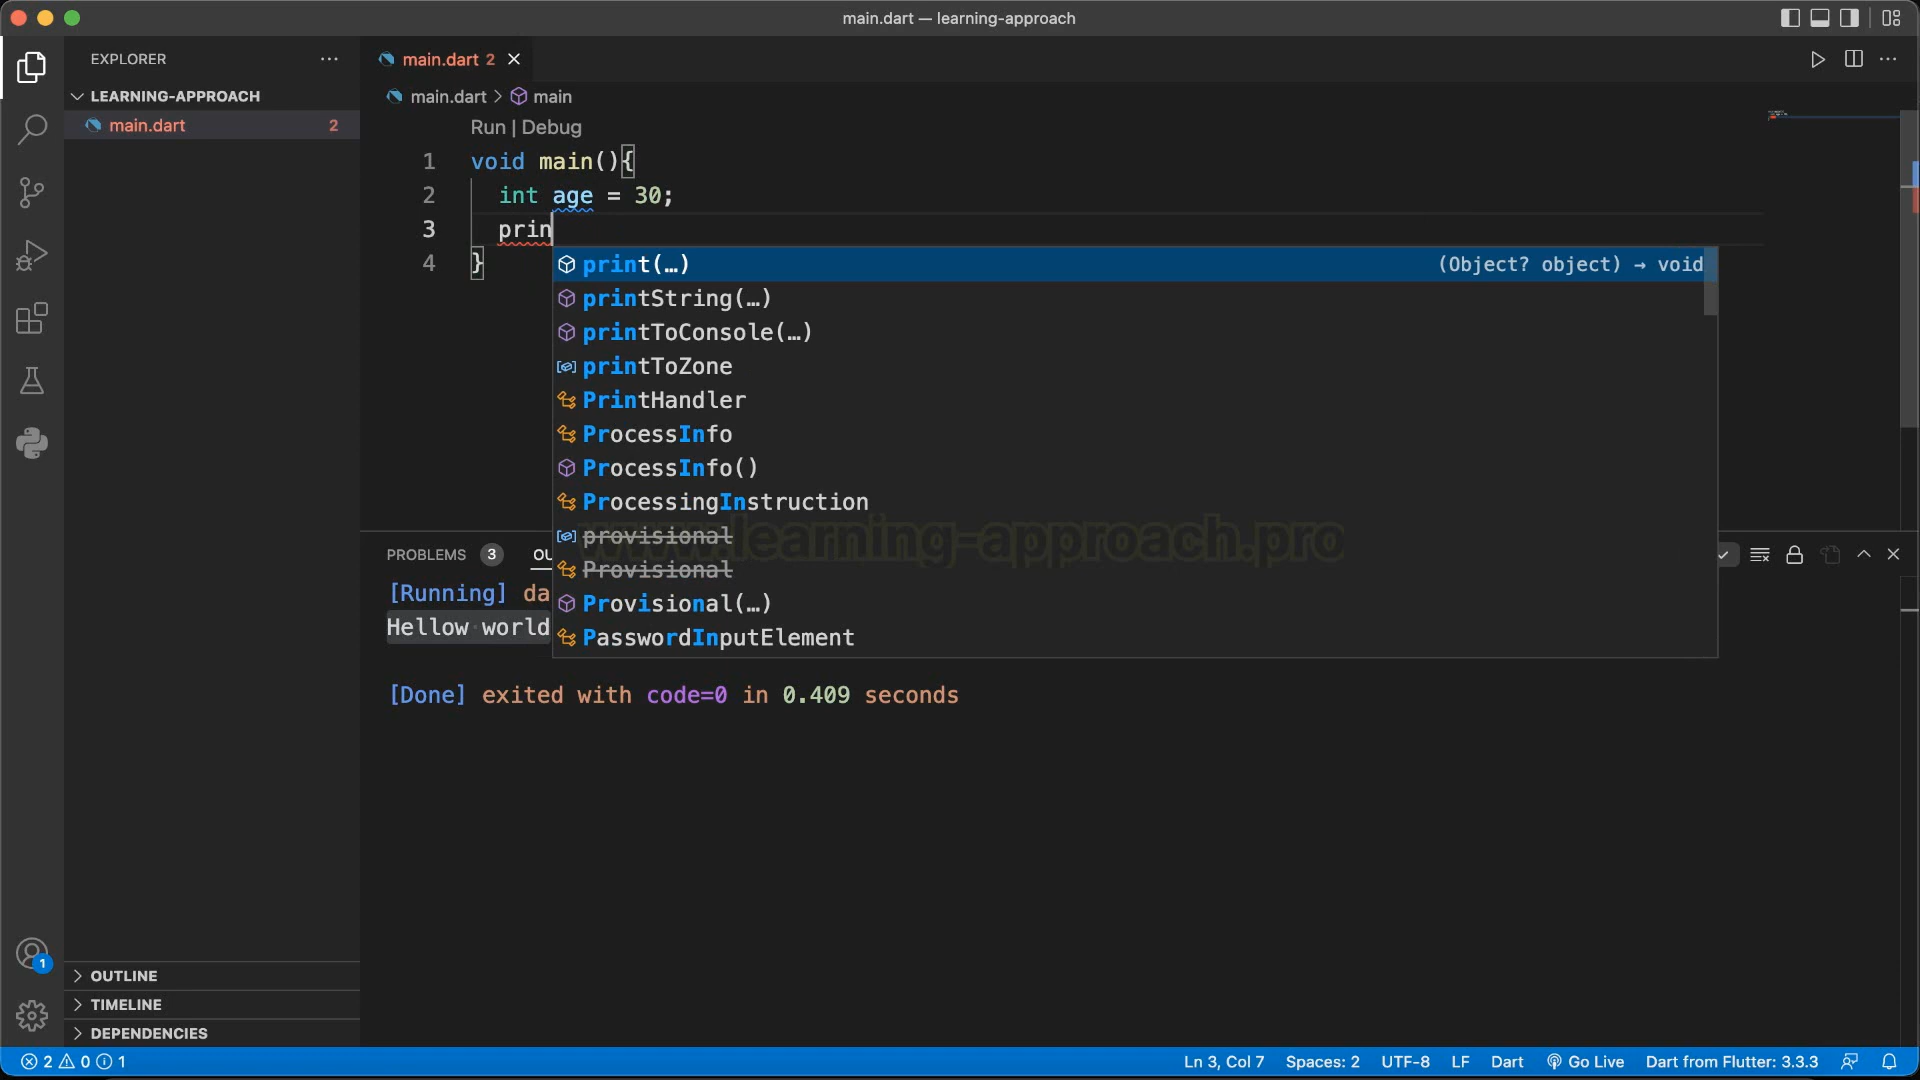 main.dart — learning-approach
EXPLORER
main.dart 2
LEARNING-APPROACH
main.dart 2
main.dart > main
Run | Debug
1 void main(){
2 int age = 30;
3 prin
4 }
print(…) (Object? object) → void
printString(…)
printToConsole(…)
printToZone
PrintHandler
ProcessInfo
ProcessInfo()
ProcessingInstruction
provisional
Provisional
Provisional(…)
PasswordInputElement
www.learning-approach.pro
PROBLEMS 3 OU
[Running] da
Hellow world
[Done] exited with code=0 in 0.409 seconds
1
OUTLINE
TIMELINE
DEPENDENCIES
2 0 1
Ln 3, Col 7 Spaces: 2 UTF-8 LF Dart Go Live Dart from Flutter: 3.3.3